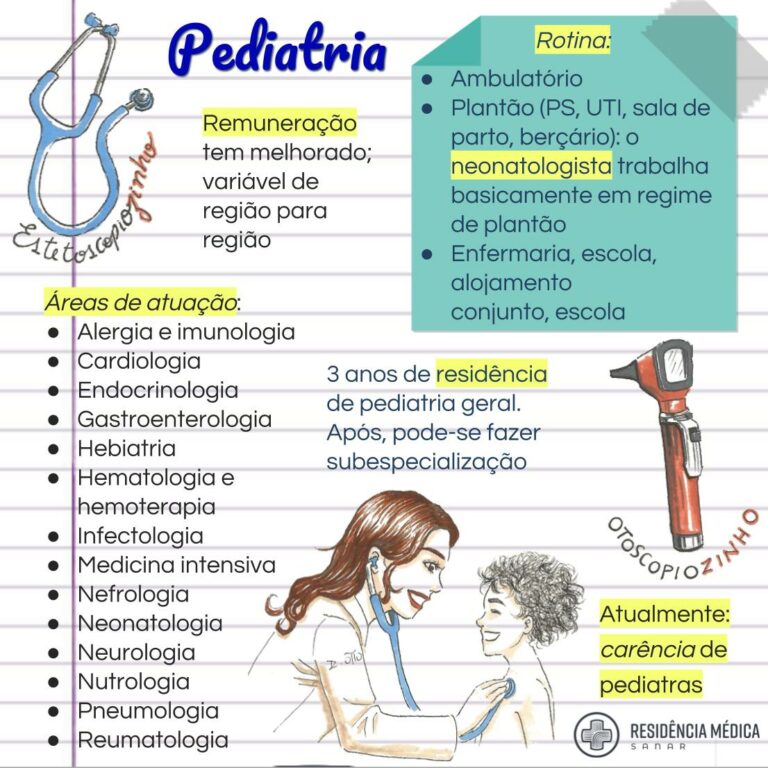 Pediatria
Rotina:
● Ambulatório
● Plantão (PS, UTI, sala de
parto, berçário): o
neonatologista trabalha
basicamente em regime
de plantão
● Enfermaria, escola,
alojamento
conjunto, escola
Estetoscopiozinho
Remuneração
tem melhorado;
variável de
região para
região
Áreas de atuação:
● Alergia e imunologia
● Cardiologia
● Endocrinologia
● Gastroenterologia
● Hebiatria
● Hematologia e
hemoterapia
● Infectologia
● Medicina intensiva
● Nefrologia
● Neonatologia
● Neurologia
● Nutrologia
● Pneumologia
● Reumatologia
3 anos de residência
de pediatria geral.
Após, pode-se fazer
subespecialização
OTOSCOPIOZINHO
Atualmente:
carência de
pediatras
RESIDÊNCIA MÉDICA
SANAR